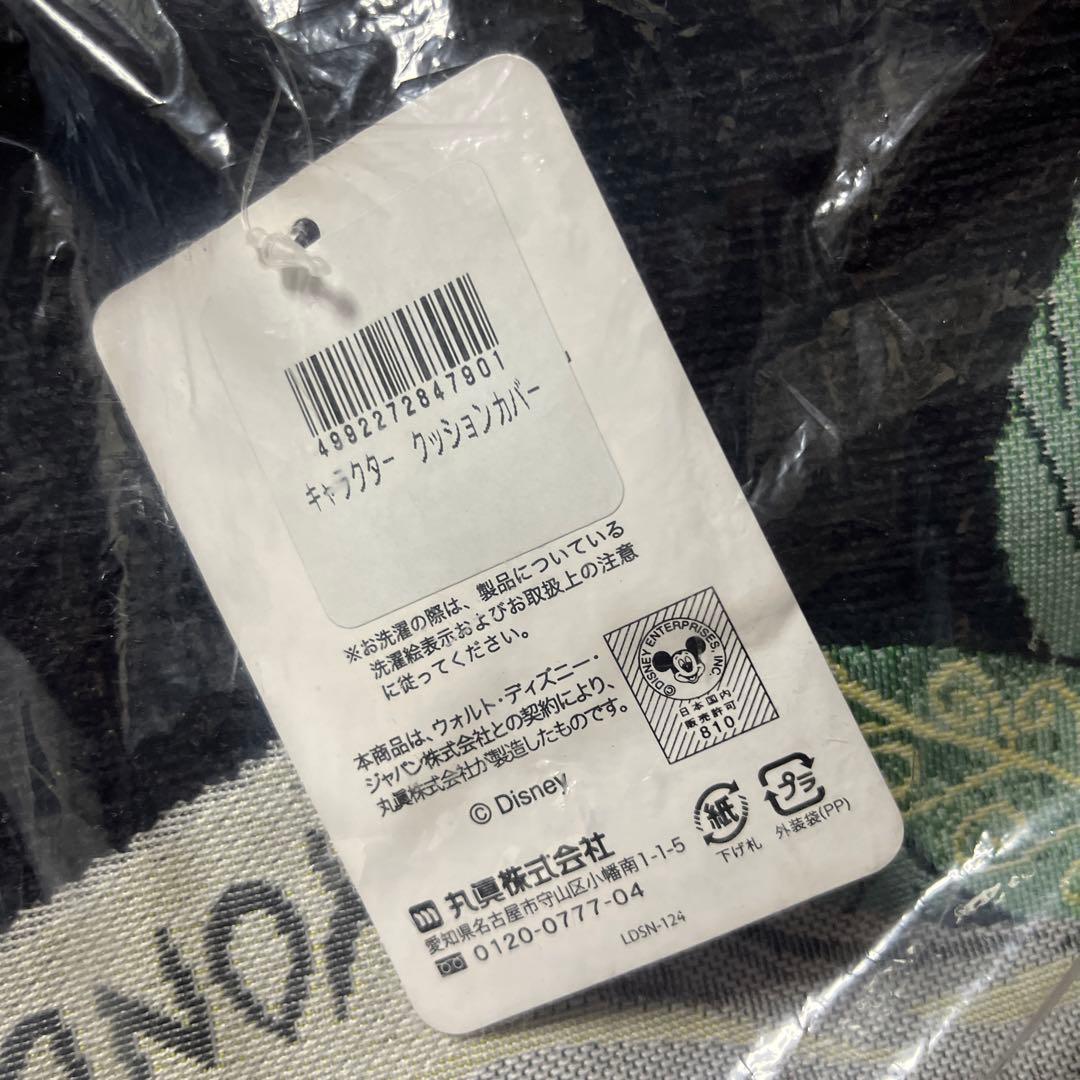 4992272847901
キャラクター クッションカバー
※お洗濯の際は、製品についている
洗濯絵表示およびお取扱上の注意
に従ってください。
本商品は、ウォルト・ディズニー・
ジャパン株式会社との契約により、
丸眞株式会社が製造したものです。
© Disney
© DISNEY ENTERPRISES, INC.
日本国内
販売許可
810
紙
下げ札
プラ
外装袋(PP)
丸眞株式会社
愛知県名古屋市守山区小幡南1-1-5
0120-0777-04